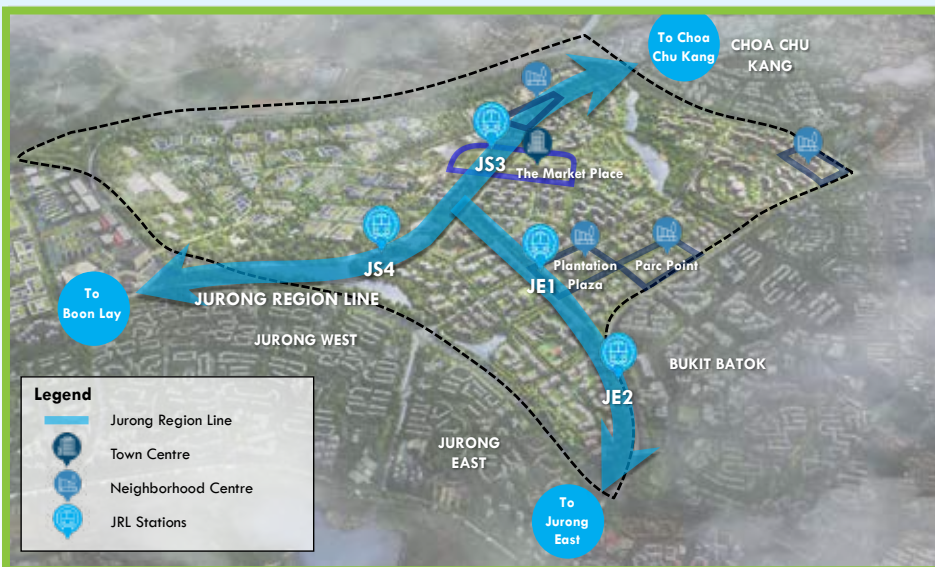 To Choa
Chu Kang
CHOA CHU
KANG
JS3
The Market Place
JS4
Plantation
Plaza
Parc Point
JE1
To
Boon Lay
JURONG REGION LINE
JURONG WEST
BUKIT BATOK
JE2
JURONG
EAST
To
Jurong
East
Legend
Jurong Region Line
Town Centre
Neighborhood Centre
JRL Stations